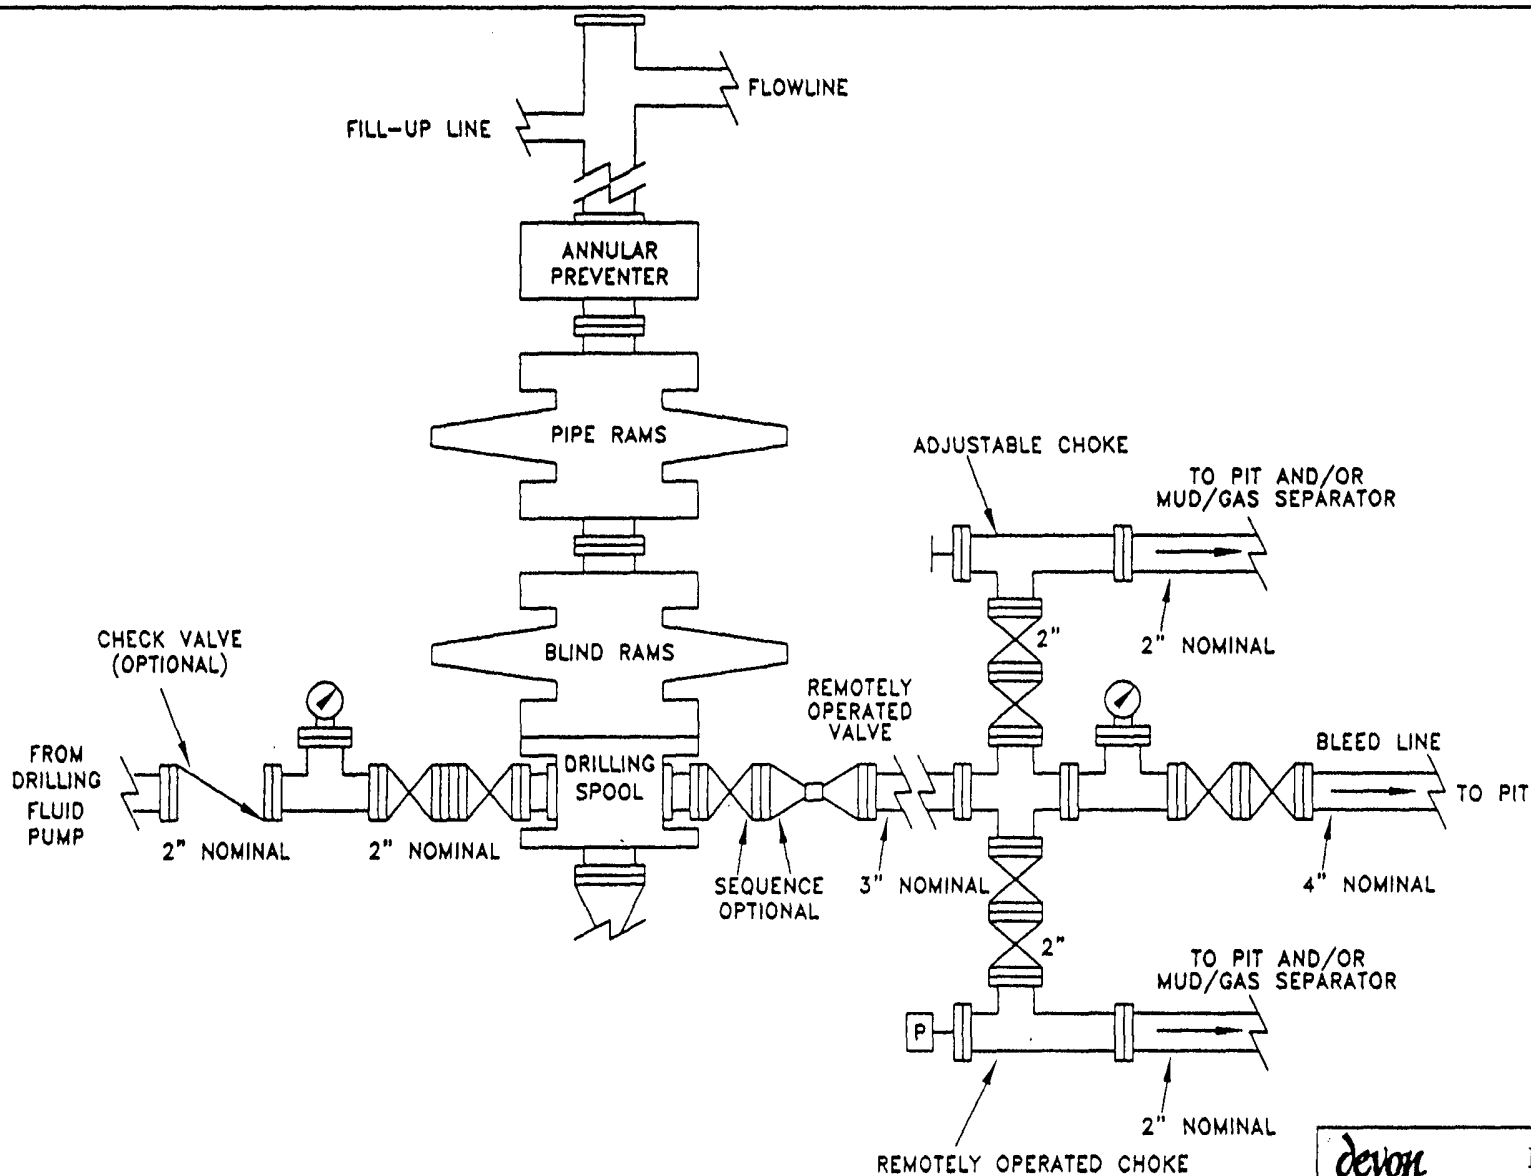 FLOWLINE
FILL-UP LINE
ANNULAR
PREVENTER
PIPE RAMS
ADJUSTABLE CHOKE
TO PIT AND/OR
MUD/GAS SEPARATOR
2"
2" NOMINAL
CHECK VALVE
(OPTIONAL)
BLIND RAMS
REMOTELY
OPERATED
VALVE
FROM
DRILLING
FLUID
PUMP
DRILLING
SPOOL
BLEED LINE
TO PIT
2" NOMINAL
2" NOMINAL
SEQUENCE
OPTIONAL
3" NOMINAL
4" NOMINAL
2"
TO PIT AND/OR
MUD/GAS SEPARATOR
P
2" NOMINAL
REMOTELY OPERATED CHOKE
devon